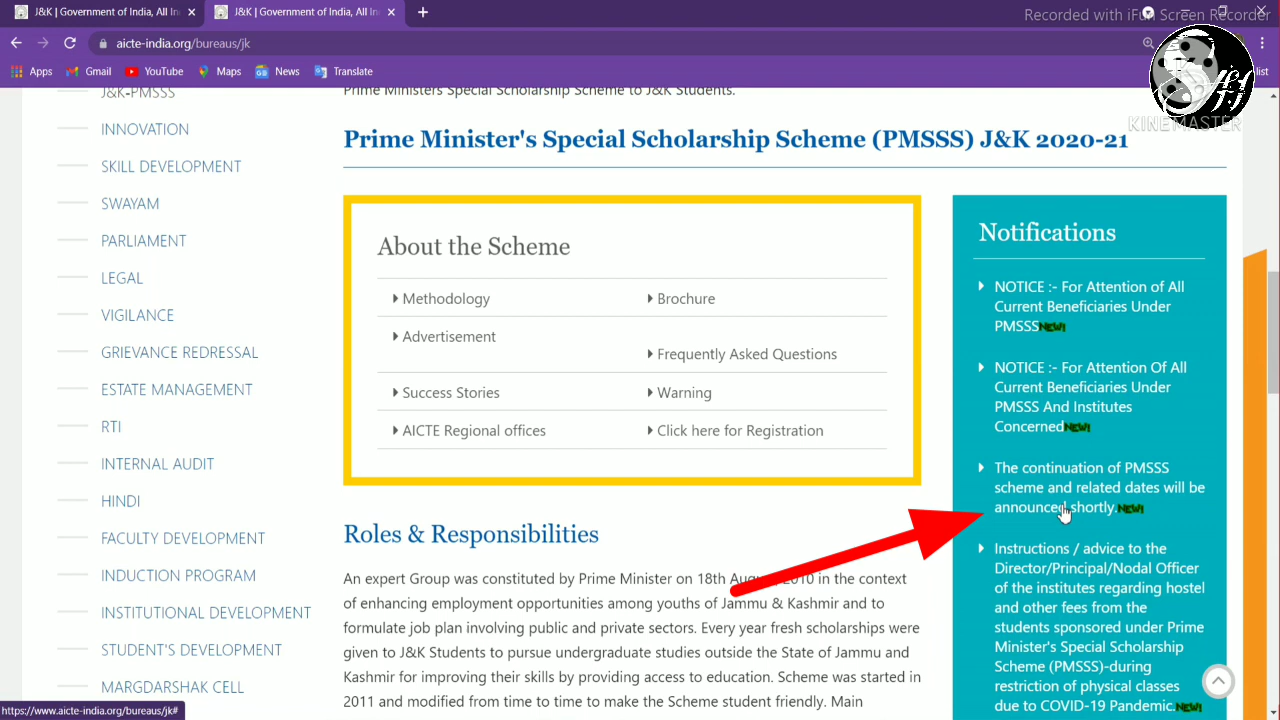 J&K | Government of India, All In
J&K | Government of India, All In
Recorded with iFun Screen Recorder
aicte-india.org/bureaus/jk
Apps
Gmail
YouTube
Maps
News
Translate
list
KINEMASTER
J&K-PMSSS
INNOVATION
SKILL DEVELOPMENT
SWAYAM
PARLIAMENT
LEGAL
VIGILANCE
GRIEVANCE REDRESSAL
ESTATE MANAGEMENT
RTI
INTERNAL AUDIT
HINDI
FACULTY DEVELOPMENT
INDUCTION PROGRAM
INSTITUTIONAL DEVELOPMENT
STUDENT'S DEVELOPMENT
MARGDARSHAK CELL
Prime Ministers Special Scholarship Scheme to J&K Students.
Prime Minister's Special Scholarship Scheme (PMSSS) J&K 2020-21
About the Scheme
Methodology
Brochure
Advertisement
Frequently Asked Questions
Success Stories
Warning
AICTE Regional offices
Click here for Registration
Roles & Responsibilities
An expert Group was constituted by Prime Minister on 18th August, 2010 in the context
of enhancing employment opportunities among youths of Jammu & Kashmir and to
formulate job plan involving public and private sectors. Every year fresh scholarships were
given to J&K Students to pursue undergraduate studies outside the State of Jammu and
Kashmir for improving their skills by providing access to education. Scheme was started in
2011 and modified from time to time to make the Scheme student friendly. Main
Notifications
NOTICE :- For Attention of All
Current Beneficiaries Under
PMSSS NEW!
NOTICE :- For Attention Of All
Current Beneficiaries Under
PMSSS And Institutes
Concerned NEW!
The continuation of PMSSS
scheme and related dates will be
announced shortly. NEW!
Instructions / advice to the
Director/Principal/Nodal Officer
of the institutes regarding hostel
and other fees from the
students sponsored under Prime
Minister's Special Scholarship
Scheme (PMSSS)-during
restriction of physical classes
due to COVID-19 Pandemic. NEW!
https://www.aicte-india.org/bureaus/jk#